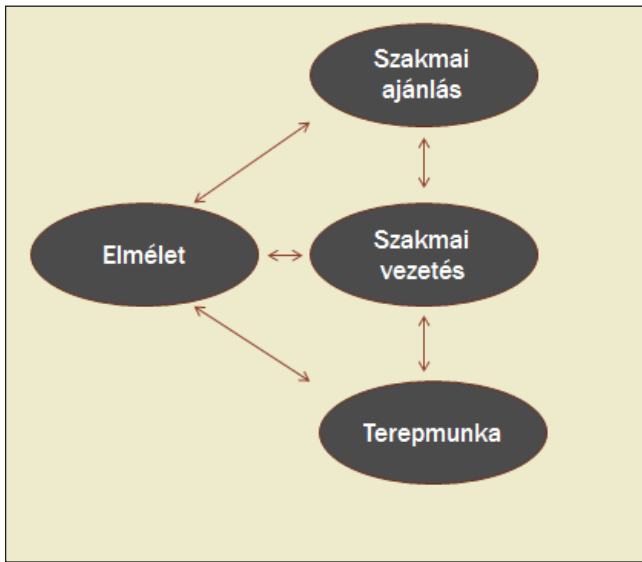 Szakmai
ajánlás
Elmélet
Szakmai
vezetés
Terepmunka